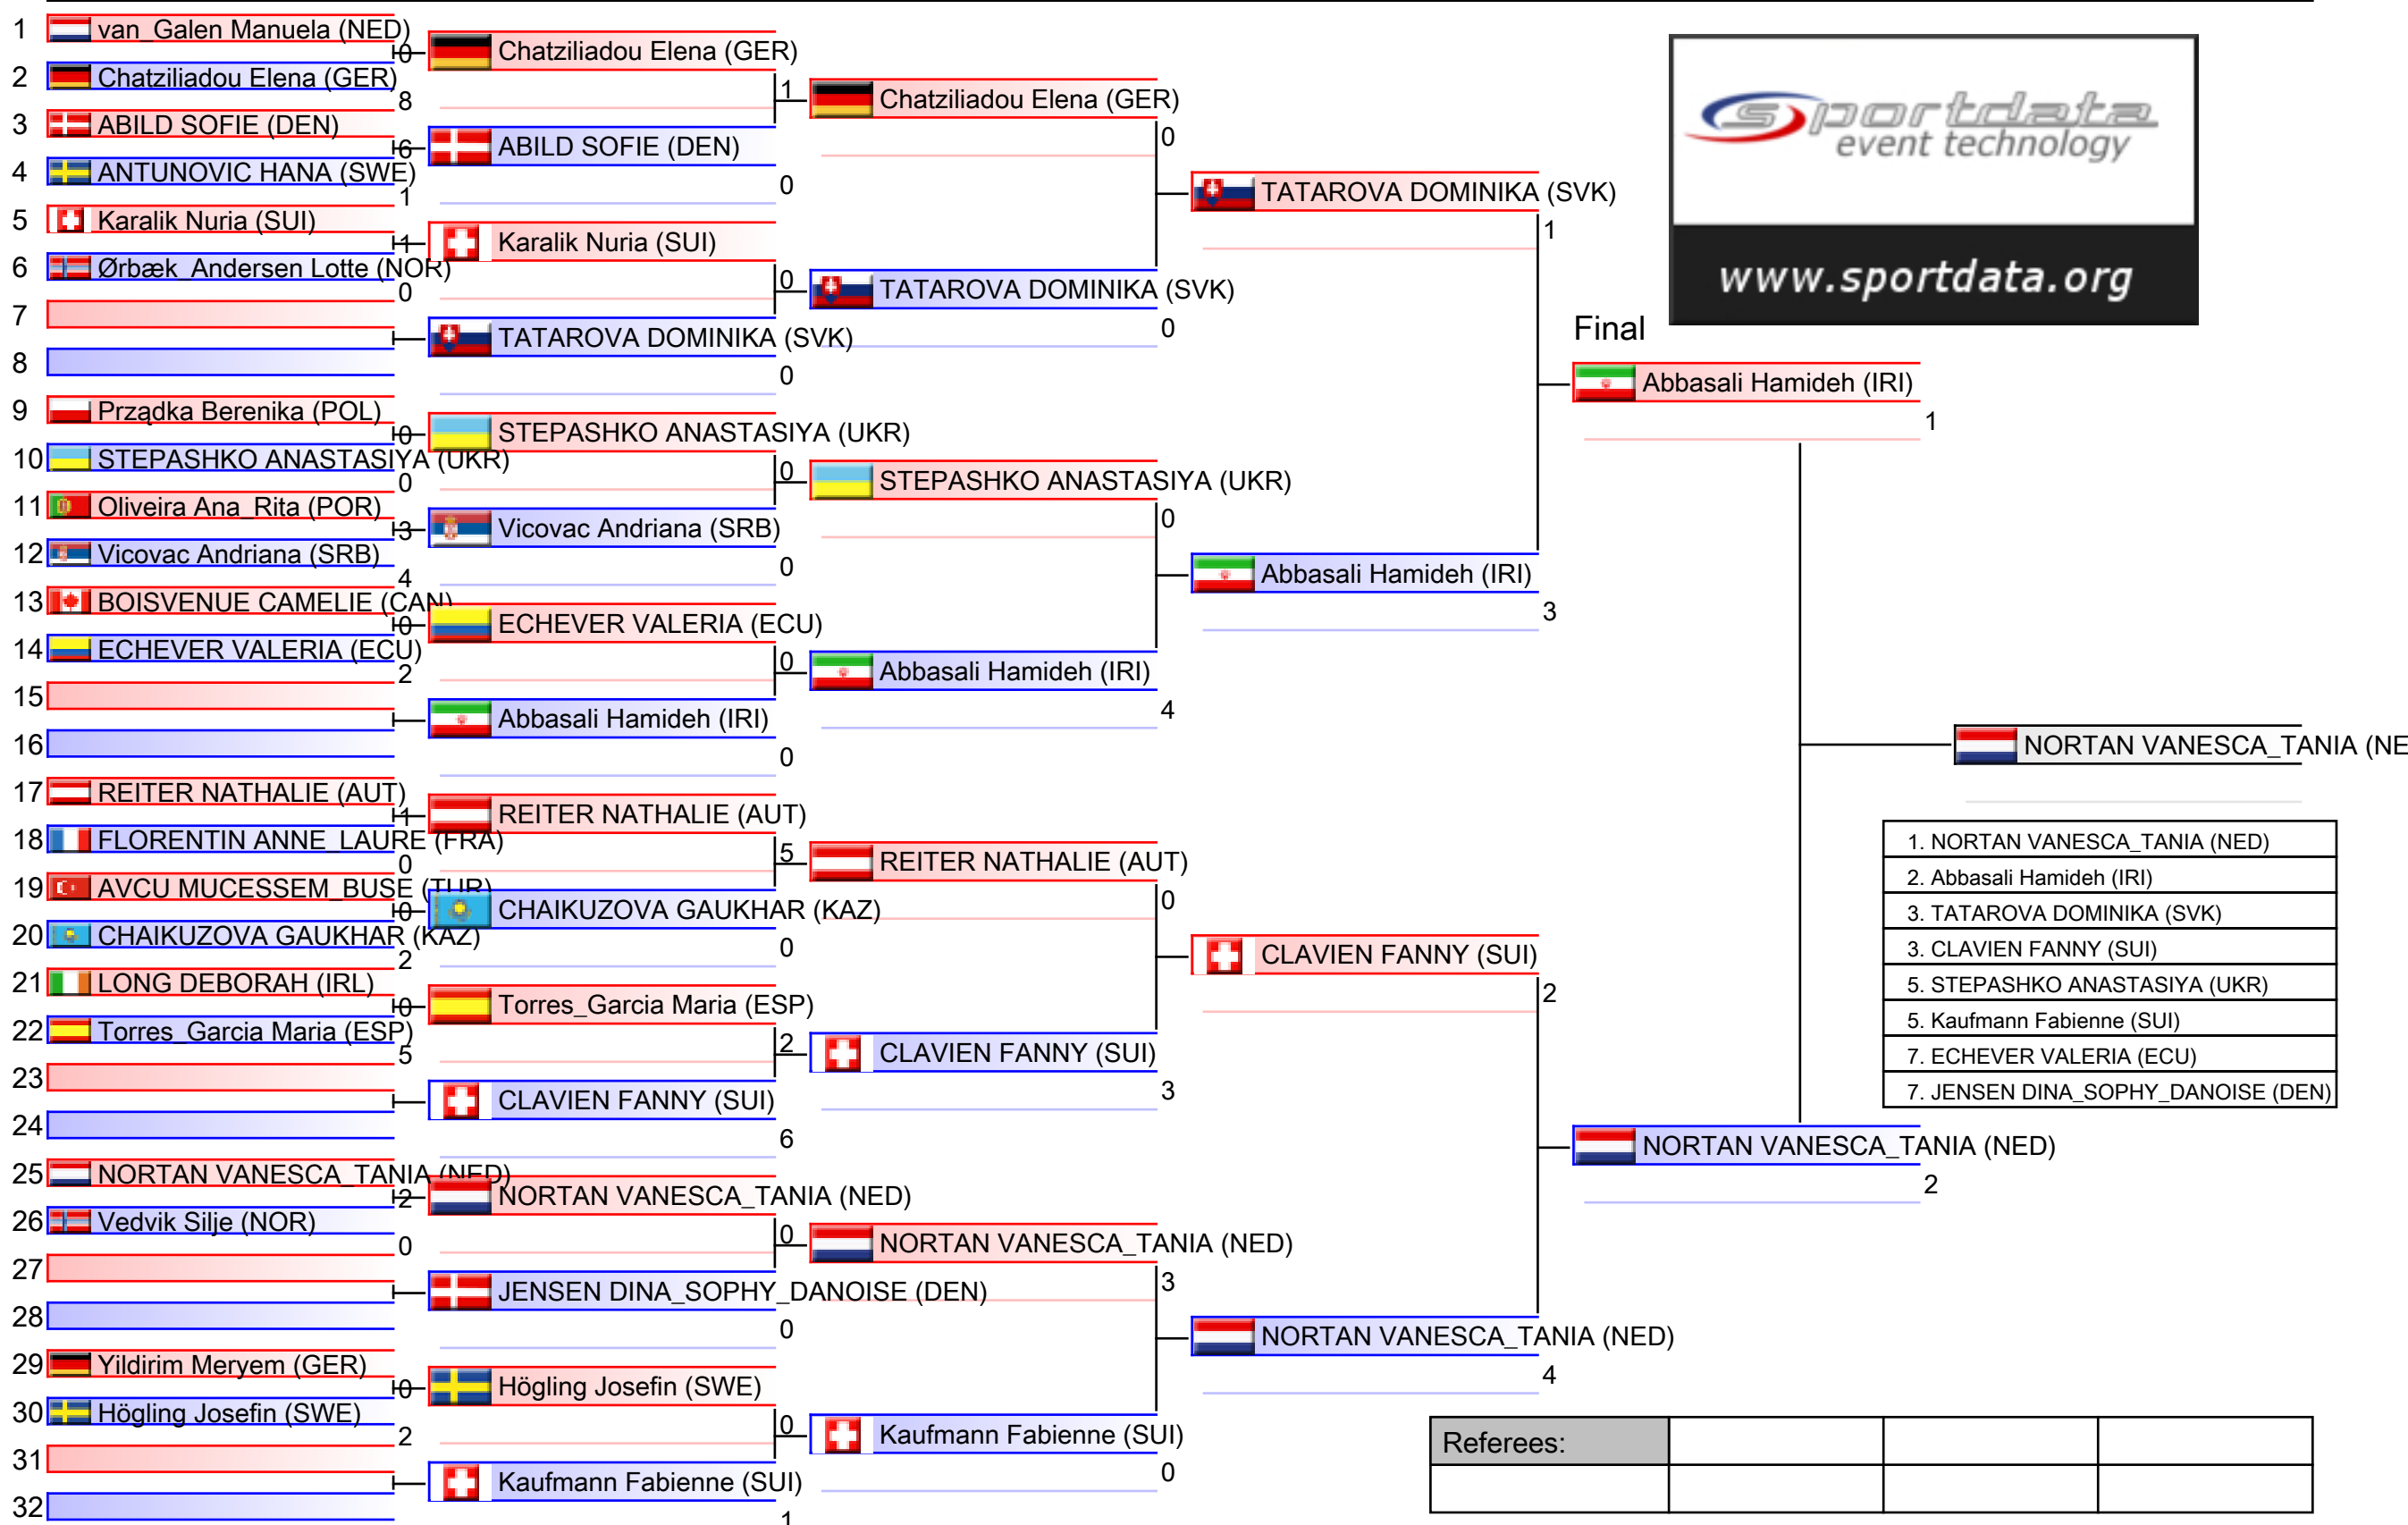 1 van_Galen Manuela (NED)
0
2 Chatziliadou Elena (GER)
8
3 ABILD SOFIE (DEN)
6
4 ANTUNOVIC HANA (SWE)
1
5 Karalik Nuria (SUI)
1
6 Ørbæk_Andersen Lotte (NOR)
0
7
8
9 Prządka Berenika (POL)
0
10 STEPASHKO ANASTASIYA (UKR)
0
11 Oliveira Ana_Rita (POR)
3
12 Vicovac Andriana (SRB)
4
13 BOISVENUE CAMELIE (CAN)
0
14 ECHEVER VALERIA (ECU)
2
15
16
17 REITER NATHALIE (AUT)
1
18 FLORENTIN ANNE_LAURE (FRA)
0
19 AVCU MUCESSEM_BUSE (TUR)
0
20 CHAIKUZOVA GAUKHAR (KAZ)
2
21 LONG DEBORAH (IRL)
0
22 Torres_Garcia Maria (ESP)
5
23
24
25 NORTAN VANESCA_TANIA (NED)
2
26 Vedvik Silje (NOR)
0
27
28
29 Yildirim Meryem (GER)
0
30 Högling Josefin (SWE)
2
31
32
Chatziliadou Elena (GER)
1
ABILD SOFIE (DEN)
0
Karalik Nuria (SUI)
0
TATAROVA DOMINIKA (SVK)
0
STEPASHKO ANASTASIYA (UKR)
0
Vicovac Andriana (SRB)
0
ECHEVER VALERIA (ECU)
0
Abbasali Hamideh (IRI)
0
REITER NATHALIE (AUT)
5
CHAIKUZOVA GAUKHAR (KAZ)
0
Torres_Garcia Maria (ESP)
2
CLAVIEN FANNY (SUI)
6
NORTAN VANESCA_TANIA (NED)
0
JENSEN DINA_SOPHY_DANOISE (DEN)
0
Högling Josefin (SWE)
0
Kaufmann Fabienne (SUI)
1
Chatziliadou Elena (GER)
0
TATAROVA DOMINIKA (SVK)
0
STEPASHKO ANASTASIYA (UKR)
0
Abbasali Hamideh (IRI)
4
REITER NATHALIE (AUT)
0
CLAVIEN FANNY (SUI)
3
NORTAN VANESCA_TANIA (NED)
3
Kaufmann Fabienne (SUI)
0
TATAROVA DOMINIKA (SVK)
1
Abbasali Hamideh (IRI)
3
CLAVIEN FANNY (SUI)
2
NORTAN VANESCA_TANIA (NED)
4
sportdata
event technology
www.sportdata.org
Final
Abbasali Hamideh (IRI)
1
NORTAN VANESCA_TANIA (NED)
2
NORTAN VANESCA_TANIA (NE
1. NORTAN VANESCA_TANIA (NED)
2. Abbasali Hamideh (IRI)
3. TATAROVA DOMINIKA (SVK)
3. CLAVIEN FANNY (SUI)
5. STEPASHKO ANASTASIYA (UKR)
5. Kaufmann Fabienne (SUI)
7. ECHEVER VALERIA (ECU)
7. JENSEN DINA_SOPHY_DANOISE (DEN)
Referees: